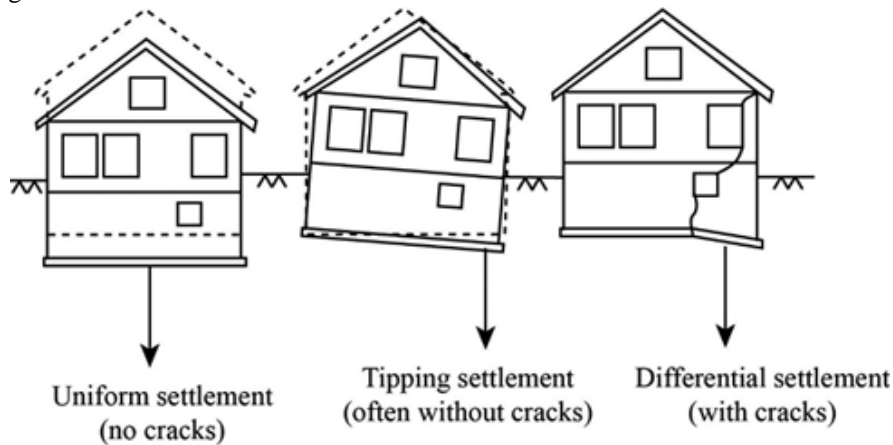 Uniform settlement
(no cracks)
Tipping settlement
(often without cracks)
Differential settlement
(with cracks)